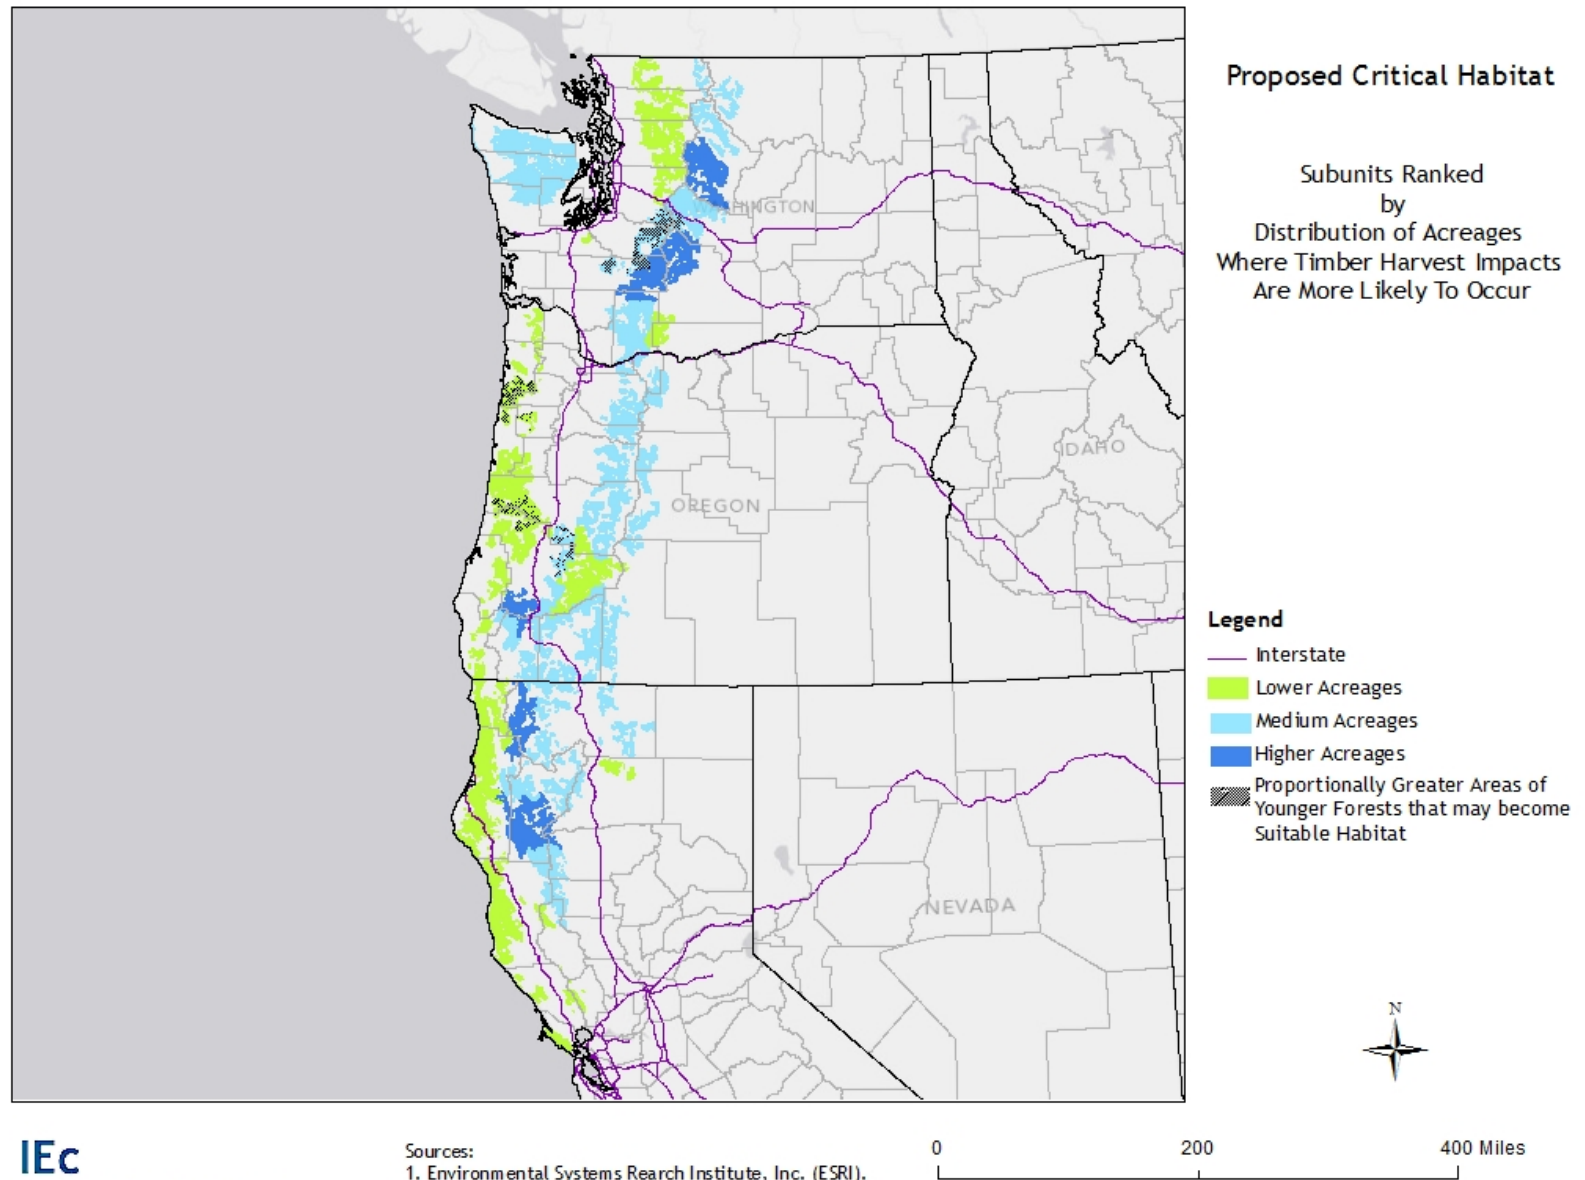 Proposed Critical Habitat
Subunits Ranked
by
Distribution of Acreages
Where Timber Harvest Impacts
Are More Likely To Occur
WASHINGTON
IDAHO
OREGON
NEVADA
Legend
Interstate
Lower Acreages
Medium Acreages
Higher Acreages
Proportionally Greater Areas of
Younger Forests that may become
Suitable Habitat
N
IEc
Sources:
1. Environmental Systems Rearch Institute, Inc. (ESRI).
0 200 400 Miles